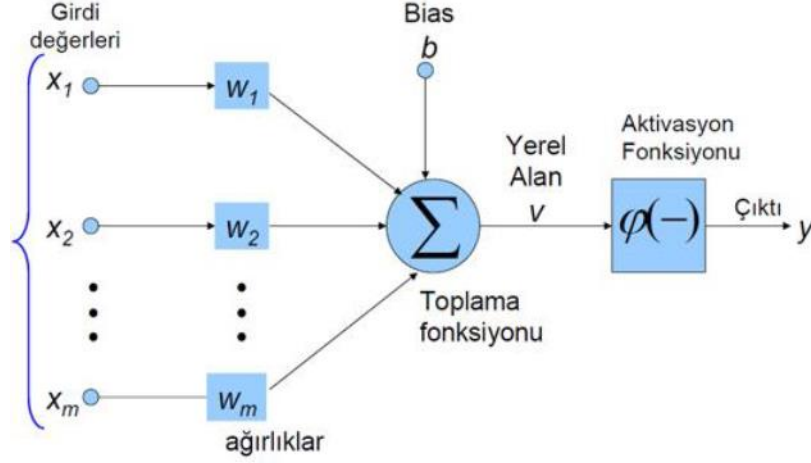 Girdi
değerleri
Bias
b
x1
w1
Yerel
Alan
v
Aktivasyon
Fonksiyonu
x2
w2
∑
φ(−)
Çıktı
y
Toplama
fonksiyonu
xm
wm
ağırlıklar